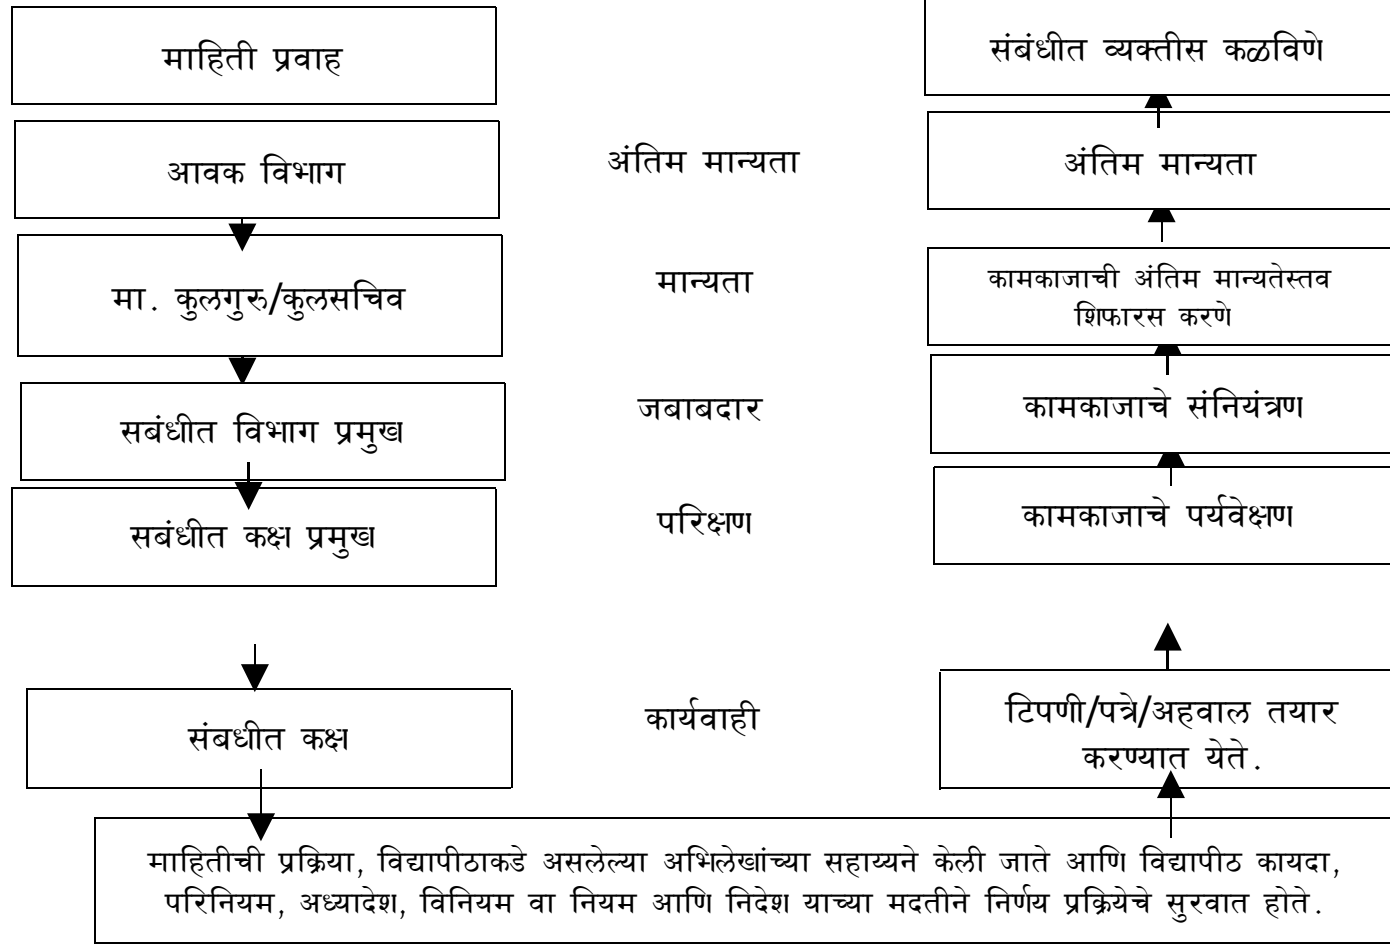 माहिती प्रवाह
संबंधीत व्यक्तीस कळविणे
आवक विभाग
अंतिम मान्यता
अंतिम मान्यता
मा. कुलगुरु/कुलसचिव
मान्यता
कामकाजाची अंतिम मान्यतेस्तव
शिफारस करणे
सबंधीत विभाग प्रमुख
जबाबदार
कामकाजाचे संनियंत्रण
सबंधीत कक्ष प्रमुख
परिक्षण
कामकाजाचे पर्यवेक्षण
संबधीत कक्ष
कार्यवाही
टिपणी/पत्रे/अहवाल तयार
करण्यात येते.
माहितीची प्रक्रिया, विद्यापीठाकडे असलेल्या अभिलेखांच्या सहाय्यने केली जाते आणि विद्यापीठ कायदा,
परिनियम, अध्यादेश, विनियम वा नियम आणि निदेश याच्या मदतीने निर्णय प्रक्रियेचे सुरवात होते.